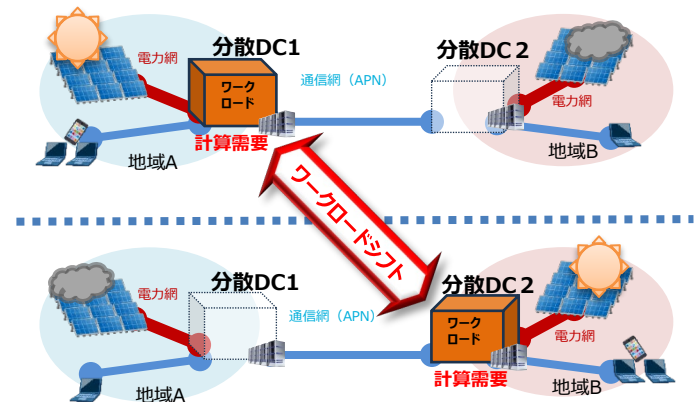 分散DC1
分散DC２
電力網
ワーク
ロード
通信網（APN）
電力網
計算需要
地域A
地域B
ワークロードシフト
分散DC1
分散DC２
電力網
通信網（APN）
ワーク
ロード
電力網
計算需要
地域A
地域B